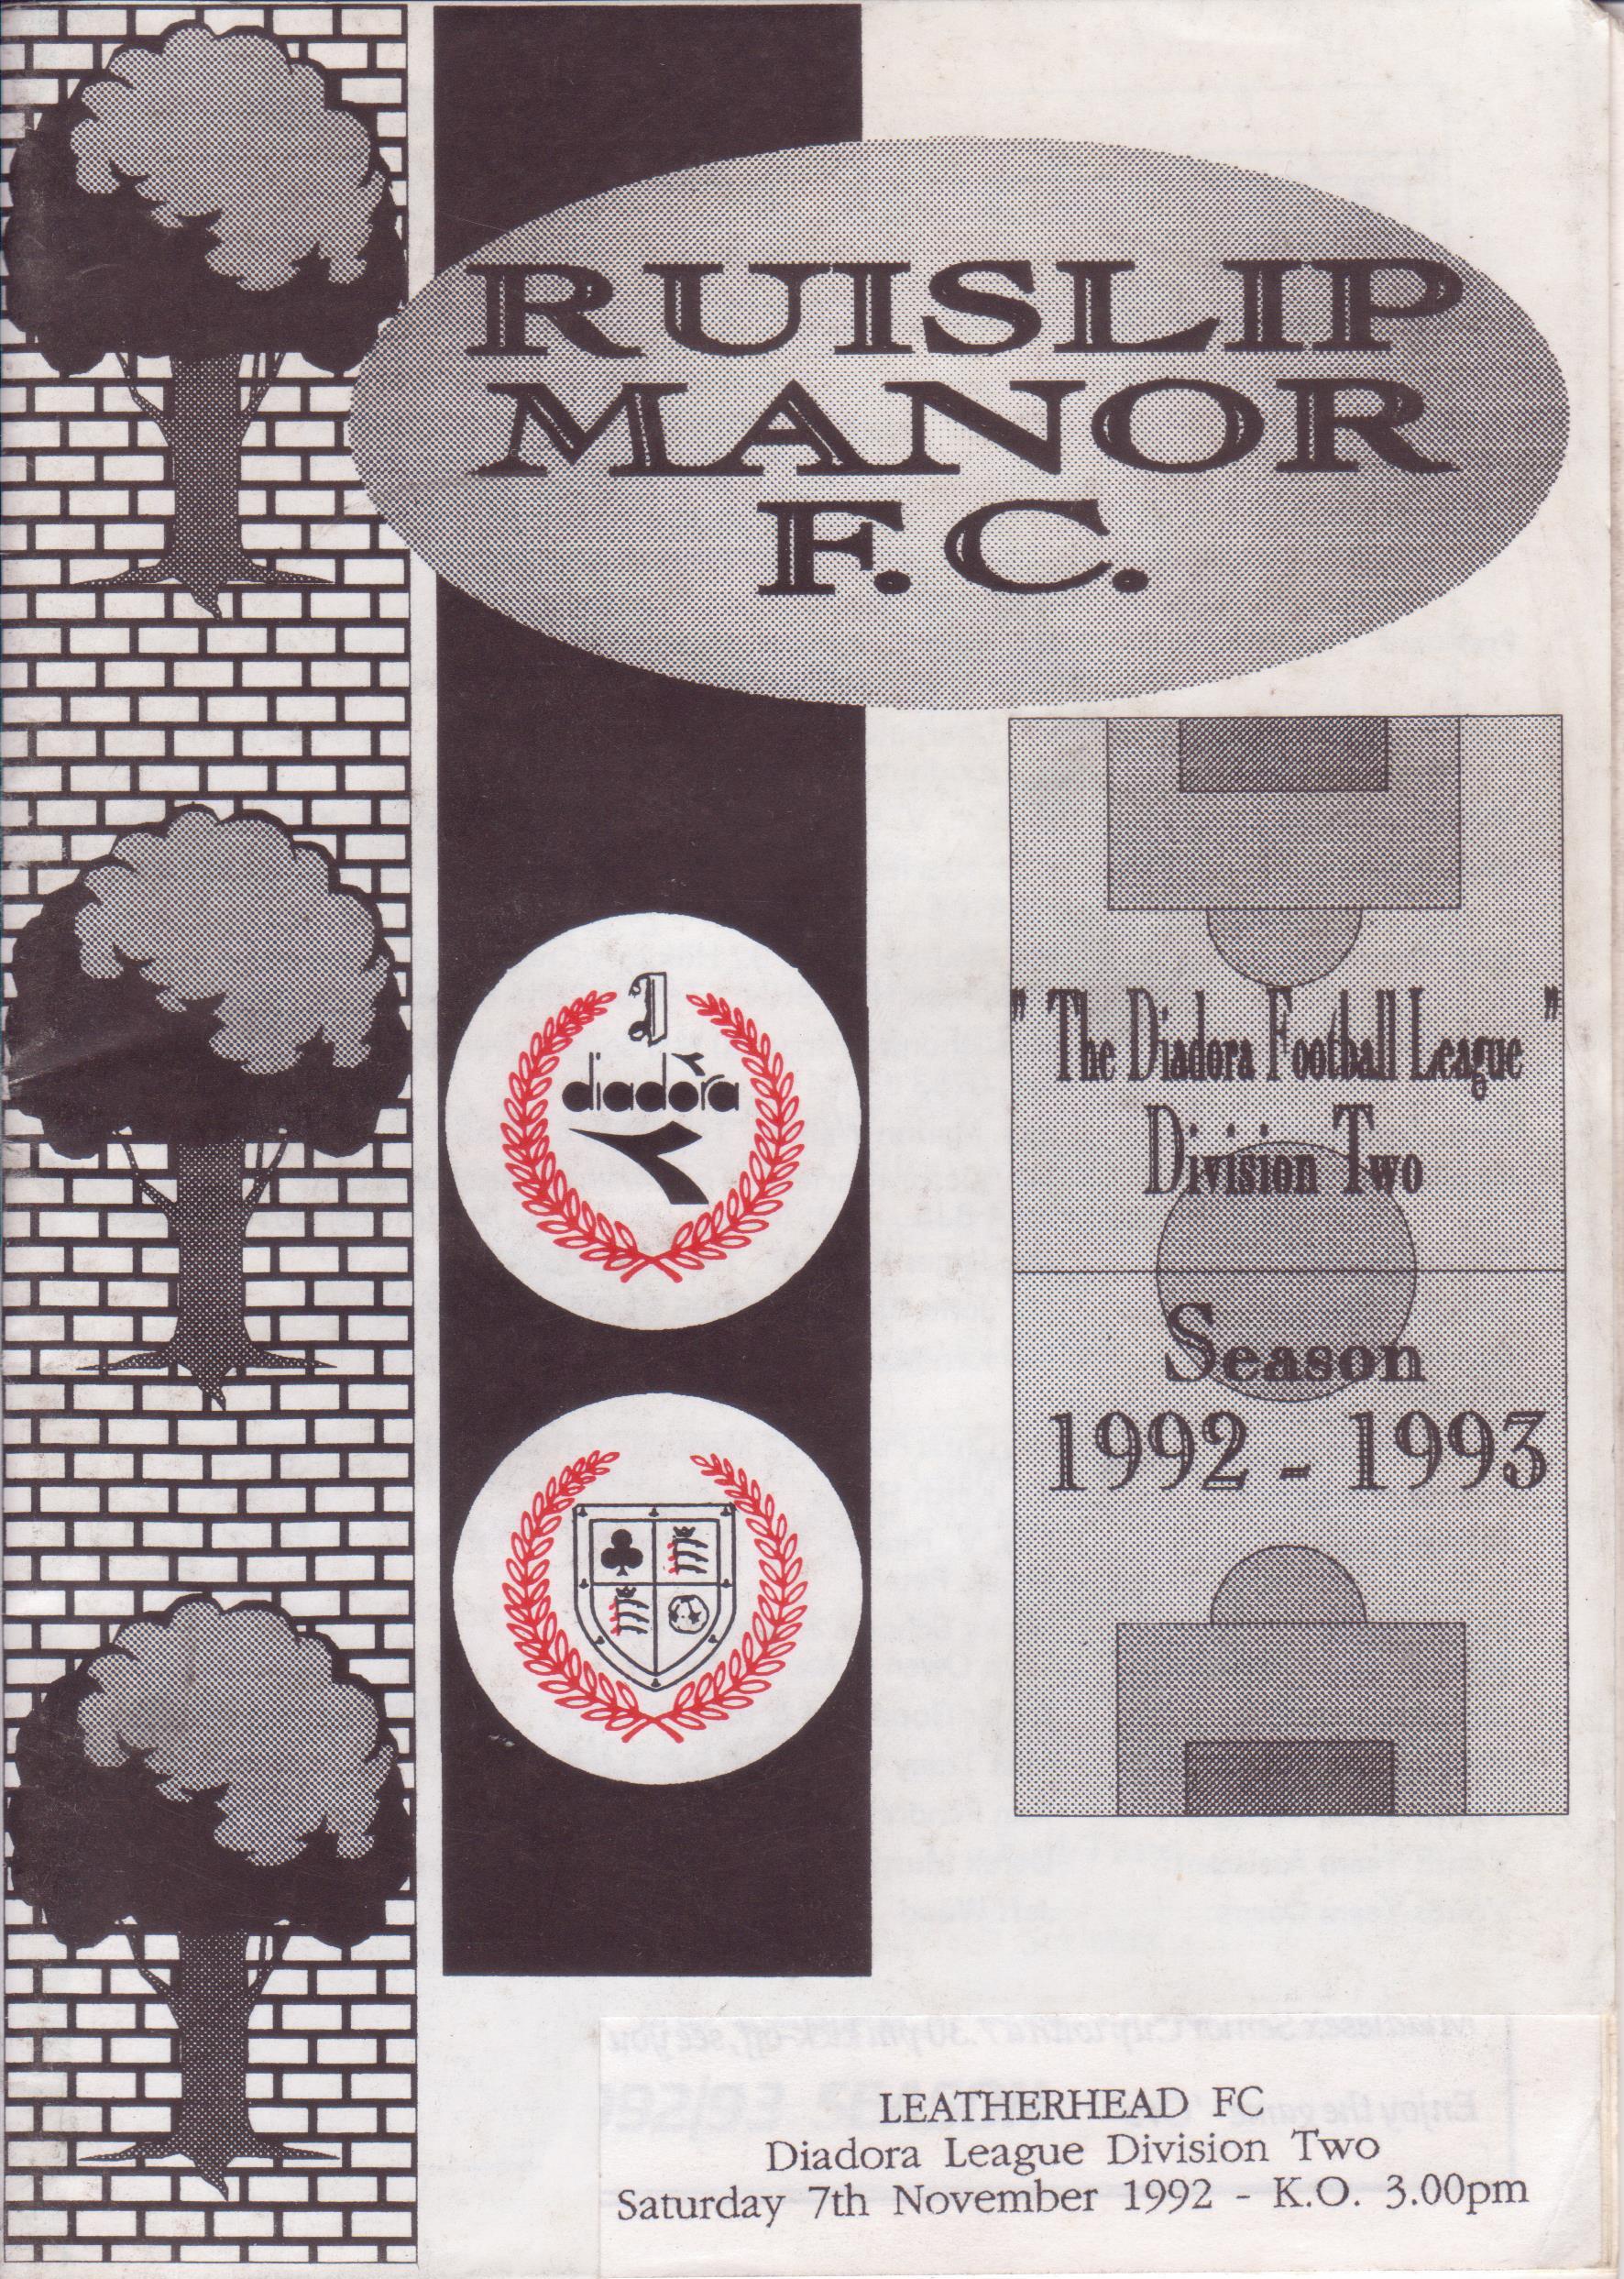 RUISLIP
MANOR
F.C.
diadora
" The Diadora Football League "
Division Two
Season
1992 - 1993
LEATHERHEAD FC
Diadora League Division Two
Saturday 7th November 1992 - K.O. 3.00pm